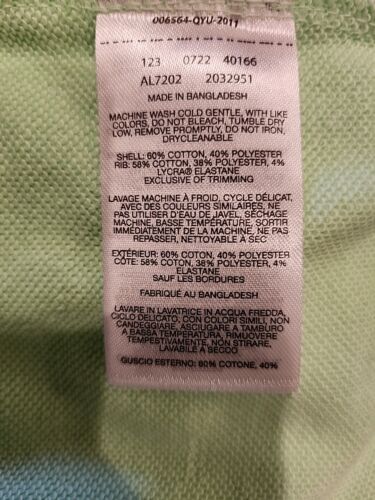 006564-QYU-2011
123 0722 40166
AL7202 2032951
MADE IN BANGLADESH
MACHINE WASH COLD GENTLE, WITH LIKE
COLORS, DO NOT BLEACH, TUMBLE DRY
LOW, REMOVE PROMPTLY, DO NOT IRON,
DRYCLEANABLE
SHELL: 60% COTTON, 40% POLYESTER
RIB: 58% COTTON, 38% POLYESTER, 4%
LYCRA® ELASTANE
EXCLUSIVE OF TRIMMING
LAVAGE MACHINE À FROID, CYCLE DÉLICAT,
AVEC DES COULEURS SIMILAIRES, NE
PAS UTILISER D'EAU DE JAVEL, SÉCHAGE
MACHINE, BASSE TEMPÉRATURE, SORTIR
IMMÉDIATEMENT DE LA MACHINE, NE PAS
REPASSER, NETTOYABLE À SEC
EXTÉRIEUR: 60% COTON, 40% POLYESTER
CÔTE: 58% COTON, 38% POLYESTER, 4%
ELASTANE
SAUF LES BORDURES
FABRIQUÉ AU BANGLADESH
LAVARE IN LAVATRICE IN ACQUA FREDDA,
CICLO DELICATO, CON COLORI SIMILI, NON
CANDEGGIARE, ASCIUGARE A TAMBURO
A BASSA TEMPERATURA, RIMUOVERE
TEMPESTIVAMENTE, NON STIRARE,
LAVABILE A SECCO
GUSCIO ESTERNO: 60% COTONE, 40%